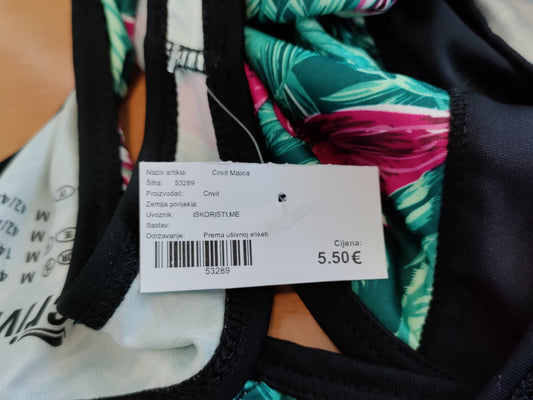 Naziv artikla: Crivit Majica
Šifra: 53289
Proizvođač: Crivit
Zemlja porijekla:
Uvoznik: ISKORISTI.ME
Sastav:
Održavanje: Prema ušivnoj etiketi
53289
Cijena:
5.50€
M
M
M